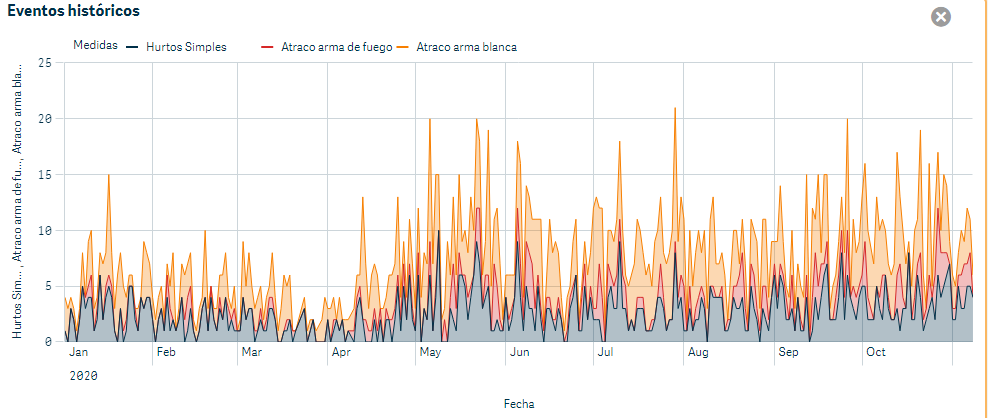 Eventos históricos
Medidas Hurtos Simples Atraco arma de fuego Atraco arma blanca
Hurtos Sim..., Atraco arma de fu..., Atraco arma bla...
25
20
15
10
5
0
Jan Feb Mar Apr May Jun Jul Aug Sep Oct
2020
Fecha